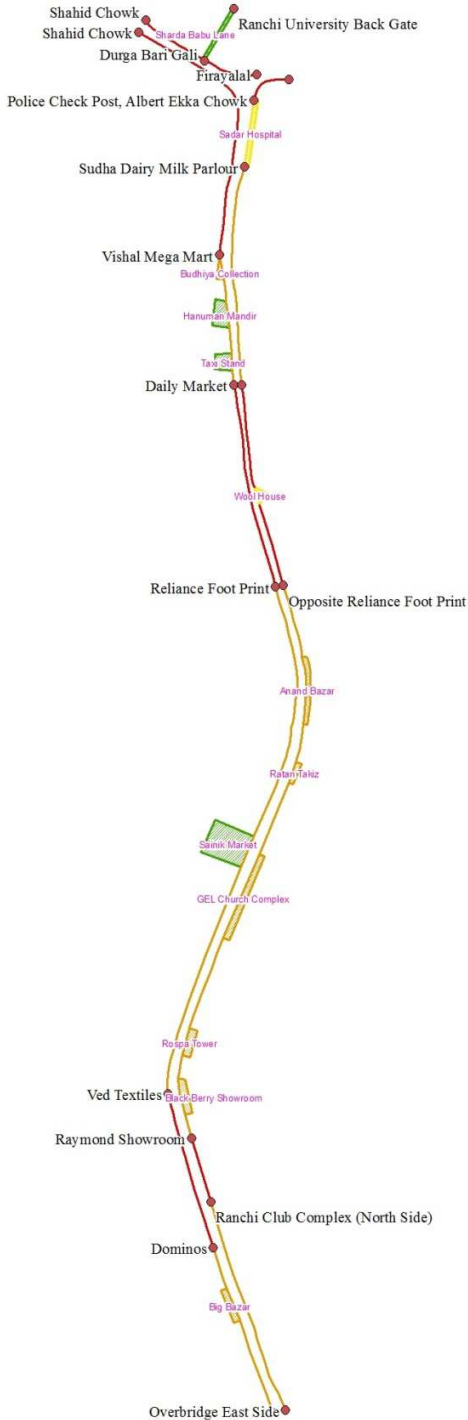 Shahid Chowk
Ranchi University Back Gate
Shahid Chowk
Sharda Babu Lane
Durga Bari Gali
Firayalal
Police Check Post, Albert Ekka Chowk
Sadar Hospital
Sudha Dairy Milk Parlour
Vishal Mega Mart
Budhiya Collection
Hanuman Mandir
Taxi Stand
Daily Market
Wool House
Reliance Foot Print
Opposite Reliance Foot Print
Anand Bazar
Ratan Takiz
Sainik Market
GEL Church Complex
Rospa Tower
Ved Textiles
Black Berry Showroom
Raymond Showroom
Ranchi Club Complex (North Side)
Dominos
Big Bazar
Overbridge East Side